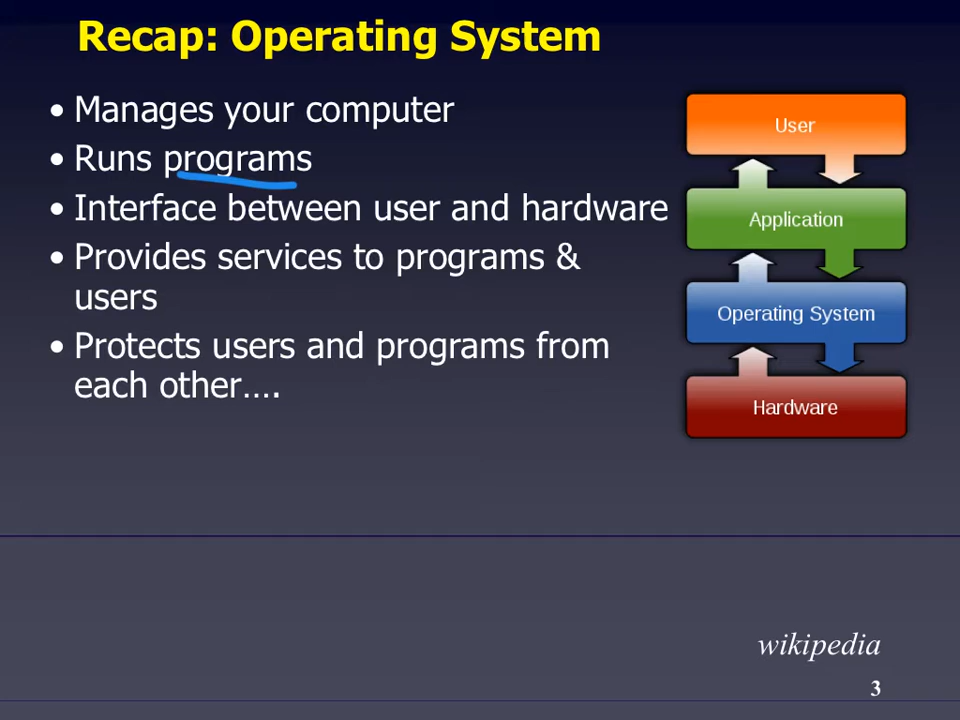 Recap: Operating System
• Manages your computer
• Runs programs
• Interface between user and hardware
• Provides services to programs &
users
• Protects users and programs from
each other….
User
Application
Operating System
Hardware
wikipedia
3